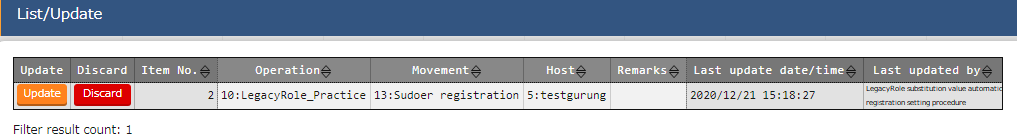 List/Update
Update Discard Item No. Operation Movement Host Remarks Last update date/time Last updated by
Update Discard 2 10:LegacyRole_Practice 13:Sudoer registration 5:testgurung 2020/12/21 15:18:27 LegacyRole substitution value automatic
registration setting procedure
Filter result count: 1